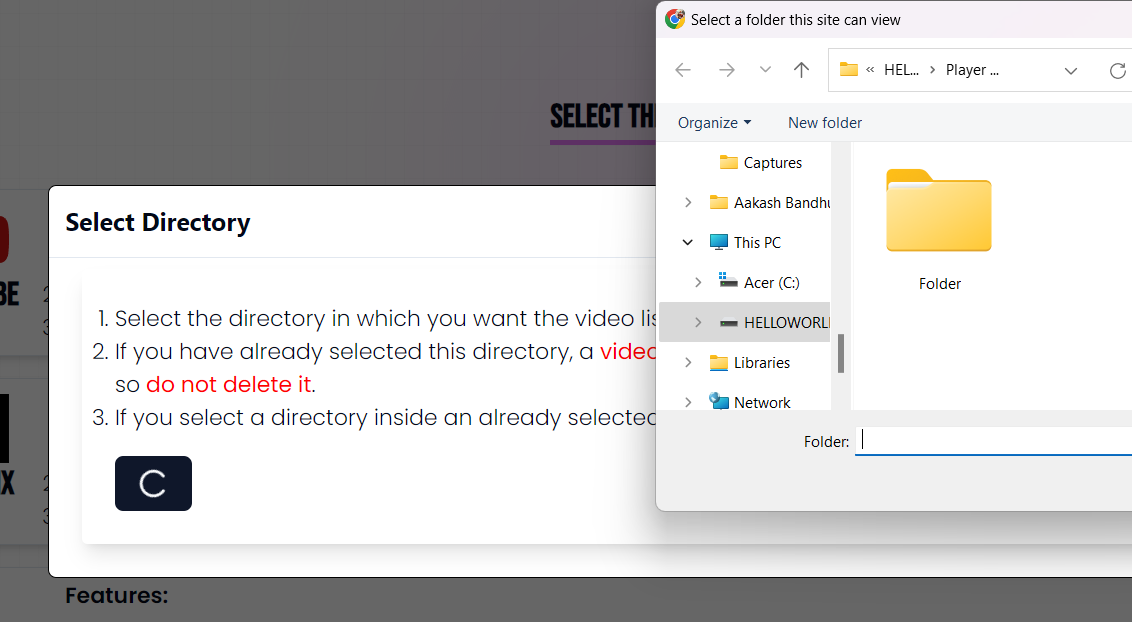 Select a folder this site can view
« HEL... › Player ...
SELECT TH
Organize
New folder
Captures
Aakash Bandhu
This PC
Acer (C:)
HELLOWORL
Libraries
Network
Folder
Folder:
Select Directory
1. Select the directory in which you want the video lis
2. If you have already selected this directory, a video
so do not delete it.
3. If you select a directory inside an already selected
BE
2
3
IX
2
3
Features: